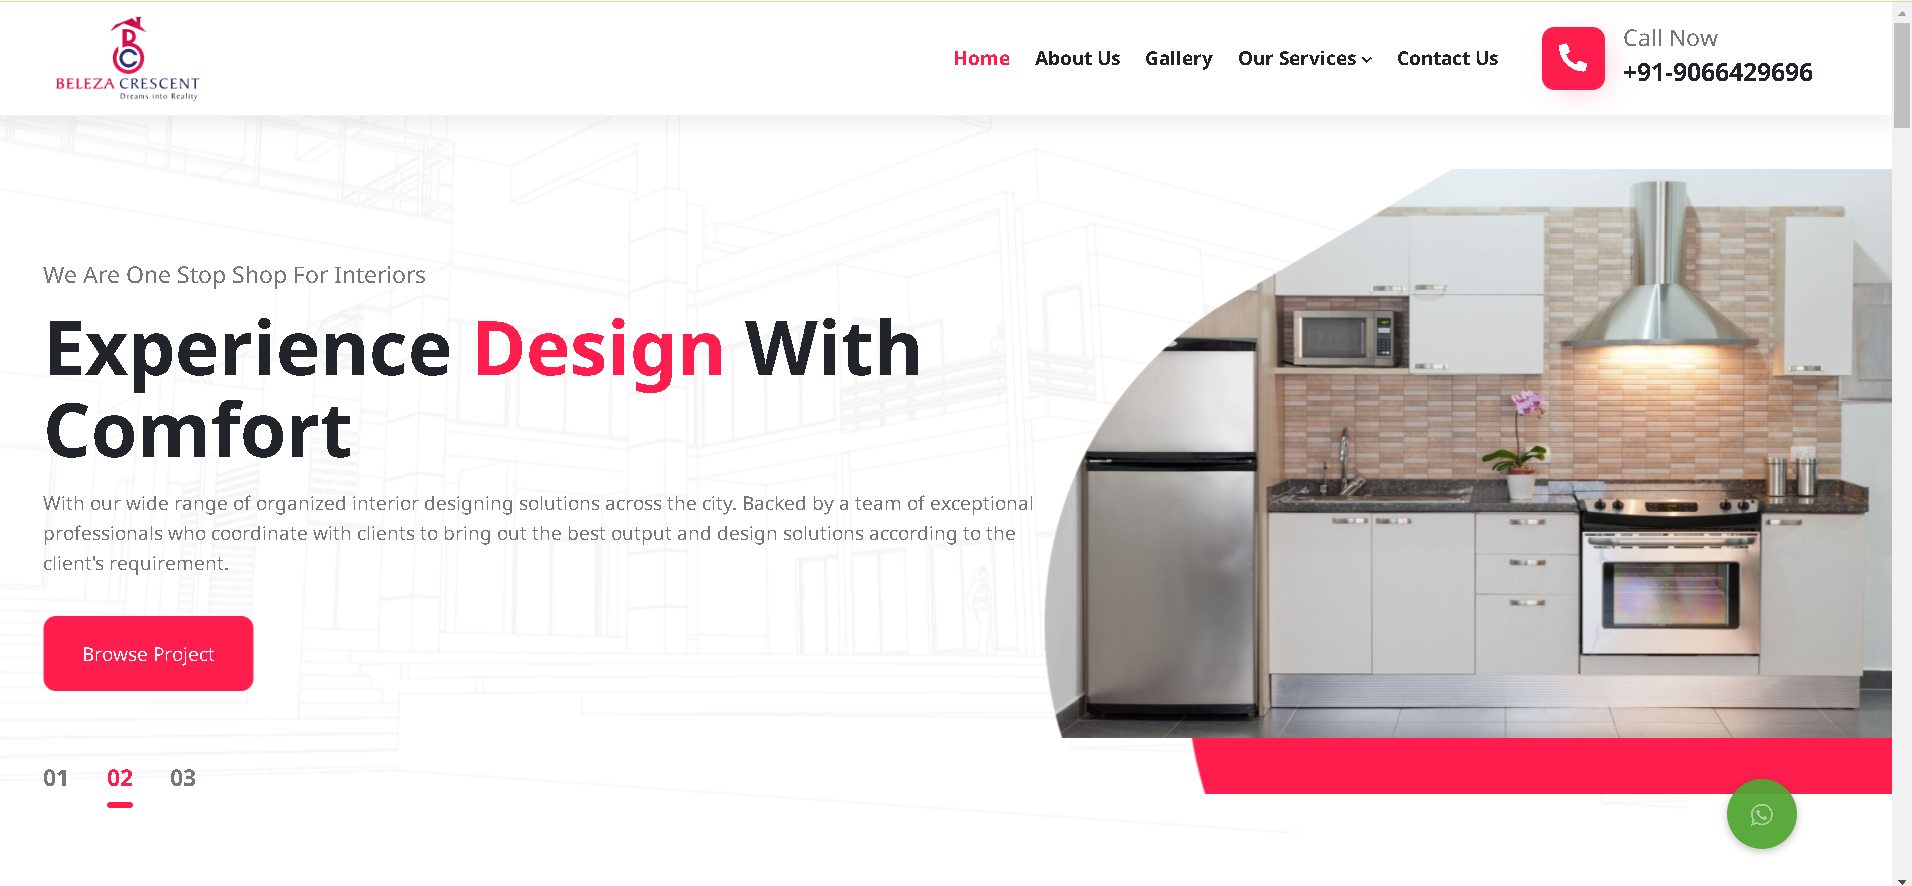 BELEZA CRESCENT
Dreams into Reality
Home About Us Gallery Our Services Contact Us
Call Now
+91-9066429696
We Are One Stop Shop For Interiors
Experience Design With
Comfort
With our wide range of organized interior designing solutions across the city. Backed by a team of exceptional
professionals who coordinate with clients to bring out the best output and design solutions according to the
client's requirement.
Browse Project
01 02 03